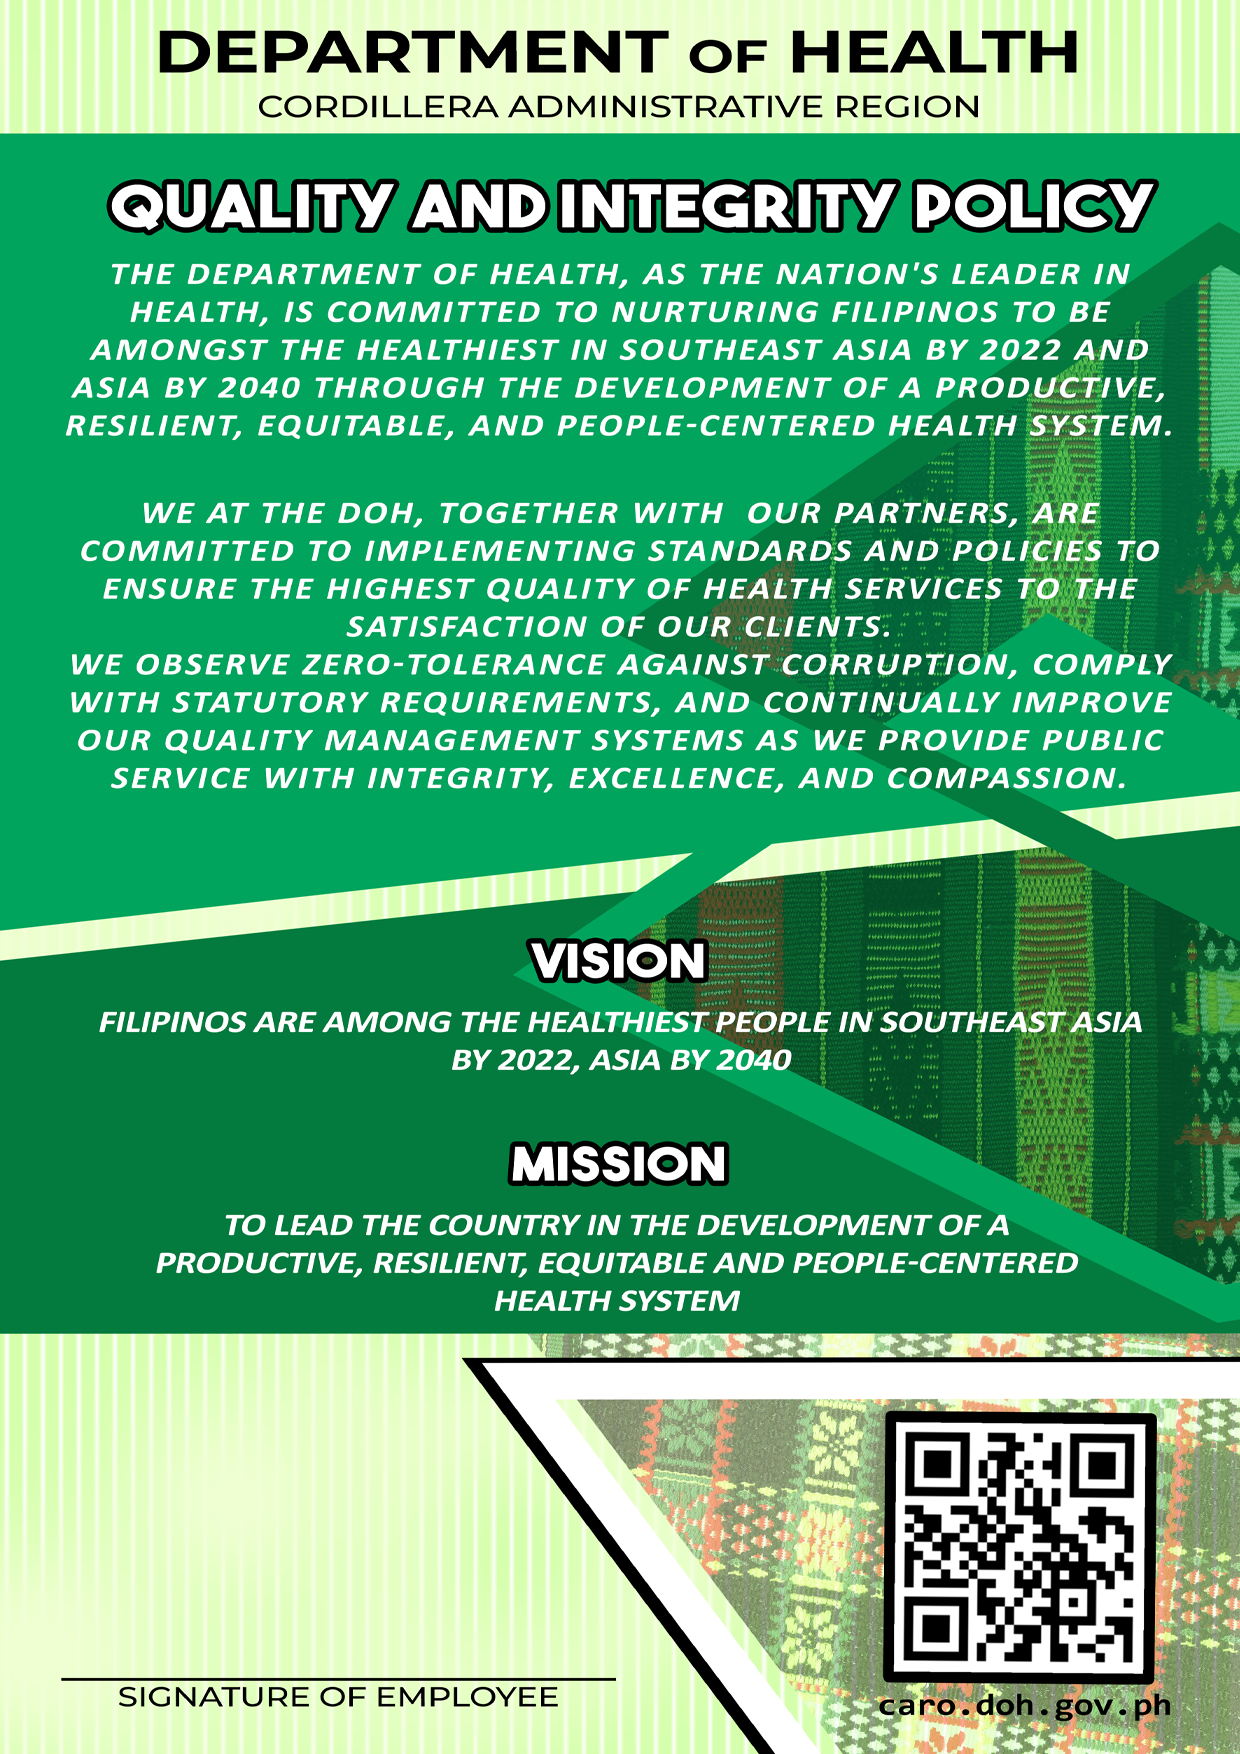 DEPARTMENT OF HEALTH
CORDILLERA ADMINISTRATIVE REGION
QUALITY AND INTEGRITY POLICY
THE DEPARTMENT OF HEALTH, AS THE NATION'S LEADER IN
HEALTH, IS COMMITTED TO NURTURING FILIPINOS TO BE
AMONGST THE HEALTHIEST IN SOUTHEAST ASIA BY 2022 AND
ASIA BY 2040 THROUGH THE DEVELOPMENT OF A PRODUCTIVE,
RESILIENT, EQUITABLE, AND PEOPLE-CENTERED HEALTH SYSTEM.
WE AT THE DOH, TOGETHER WITH OUR PARTNERS, ARE
COMMITTED TO IMPLEMENTING STANDARDS AND POLICIES TO
ENSURE THE HIGHEST QUALITY OF HEALTH SERVICES TO THE
SATISFACTION OF OUR CLIENTS.
WE OBSERVE ZERO-TOLERANCE AGAINST CORRUPTION, COMPLY
WITH STATUTORY REQUIREMENTS, AND CONTINUALLY IMPROVE
OUR QUALITY MANAGEMENT SYSTEMS AS WE PROVIDE PUBLIC
SERVICE WITH INTEGRITY, EXCELLENCE, AND COMPASSION.
VISION
FILIPINOS ARE AMONG THE HEALTHIEST PEOPLE IN SOUTHEAST ASIA
BY 2022, ASIA BY 2040
MISSION
TO LEAD THE COUNTRY IN THE DEVELOPMENT OF A
PRODUCTIVE, RESILIENT, EQUITABLE AND PEOPLE-CENTERED
HEALTH SYSTEM
SIGNATURE OF EMPLOYEE
caro.doh.gov.ph